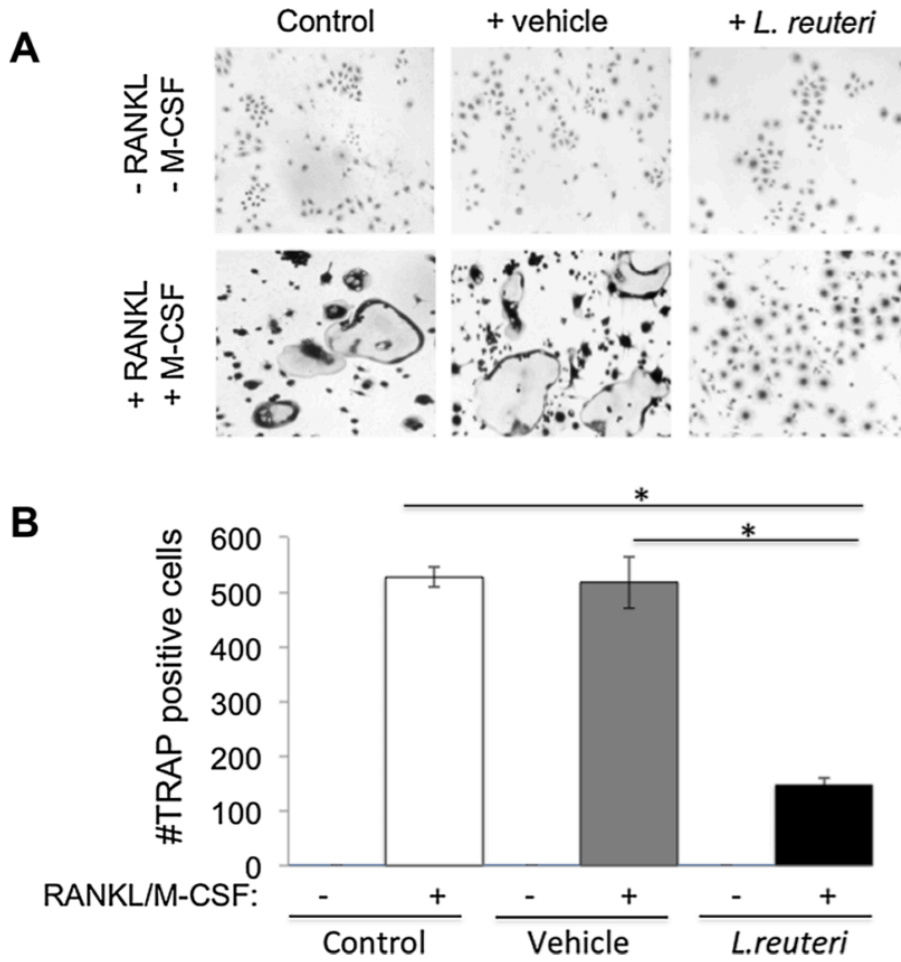 A
Control
+ vehicle
+ L. reuteri
- RANKL
- M-CSF
+ RANKL
+ M-CSF
B
#TRAP positive cells
600
500
400
300
200
100
0
*
*
RANKL/M-CSF: - + - + - +
Control Vehicle L.reuteri